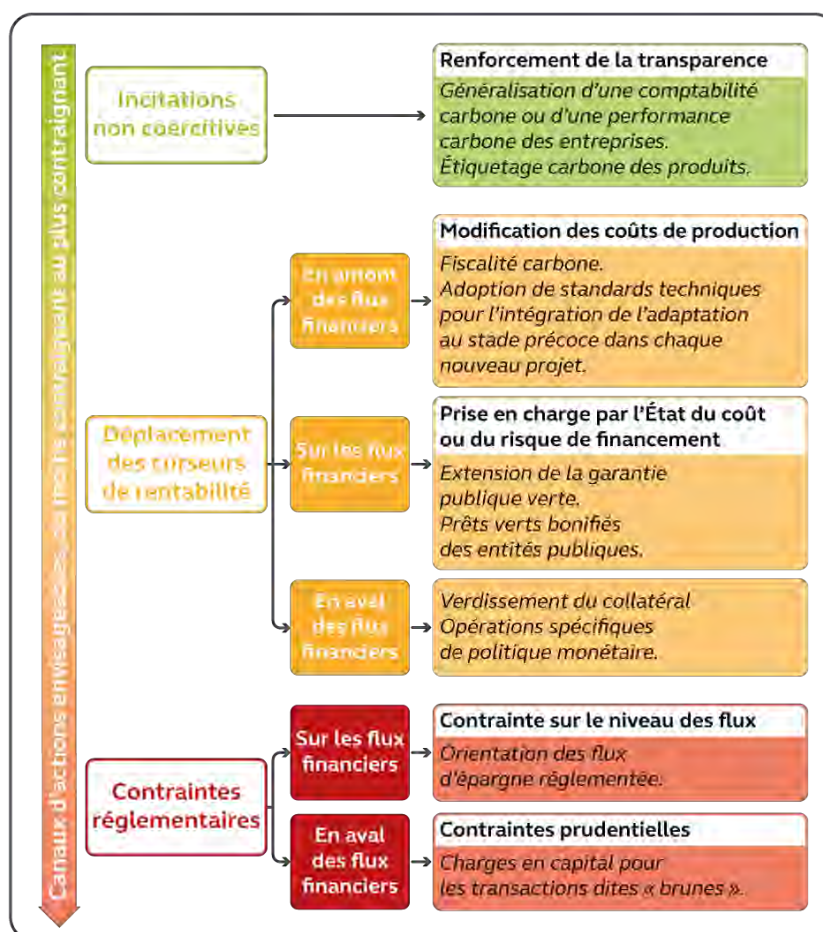 Canaux d'actions envisageables, du moins contraignant au plus contraignant
Incitations
non coercitives
Renforcement de la transparence
Généralisation d'une comptabilité
carbone ou d'une performance
carbone des entreprises.
Étiquetage carbone des produits.
Déplacement
des curseurs
de rentabilité
En amont
des flux
financiers
Modification des coûts de production
Fiscalité carbone.
Adoption de standards techniques
pour l'intégration de l'adaptation
au stade précoce dans chaque
nouveau projet.
Sur les flux
financiers
Prise en charge par l'État du coût
ou du risque de financement
Extension de la garantie
publique verte.
Prêts verts bonifiés
des entités publiques.
En aval
des flux
financiers
Verdissement du collatéral
Opérations spécifiques
de politique monétaire.
Contraintes
réglementaires
Sur les flux
financiers
Contrainte sur le niveau des flux
Orientation des flux
d'épargne réglementée.
En aval
des flux
financiers
Contraintes prudentielles
Charges en capital pour
les transactions dites « brunes ».